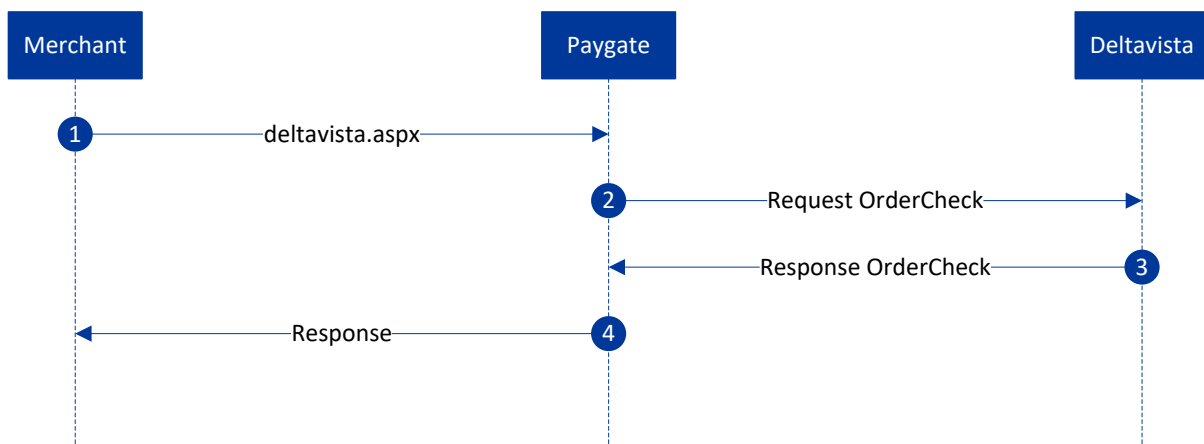 Merchant
Paygate
Deltavista
1
deltavista.aspx
2
Request OrderCheck
Response OrderCheck
3
Response
4